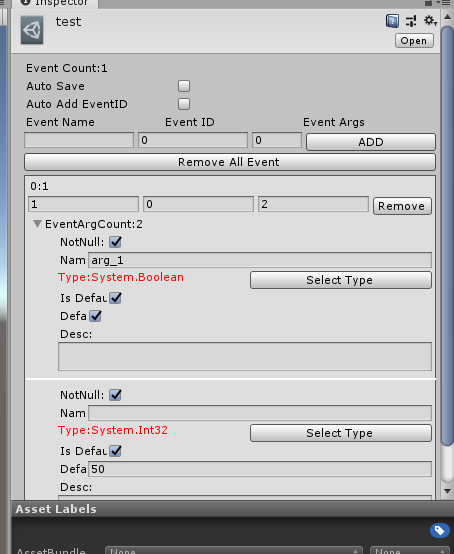 Inspector
test
Open
Event Count:1
Auto Save
Auto Add EventID
Event Name Event ID Event Args
0 0 ADD
Remove All Event
0:1
1 0 2 Remove
EventArgCount:2
NotNull:
Nam arg_1
Type:System.Boolean Select Type
Is Defau
Defa
Desc:
NotNull:
Nam
Type:System.Int32 Select Type
Is Defau
Defa 50
Desc:
Asset Labels
AssetBundle None None